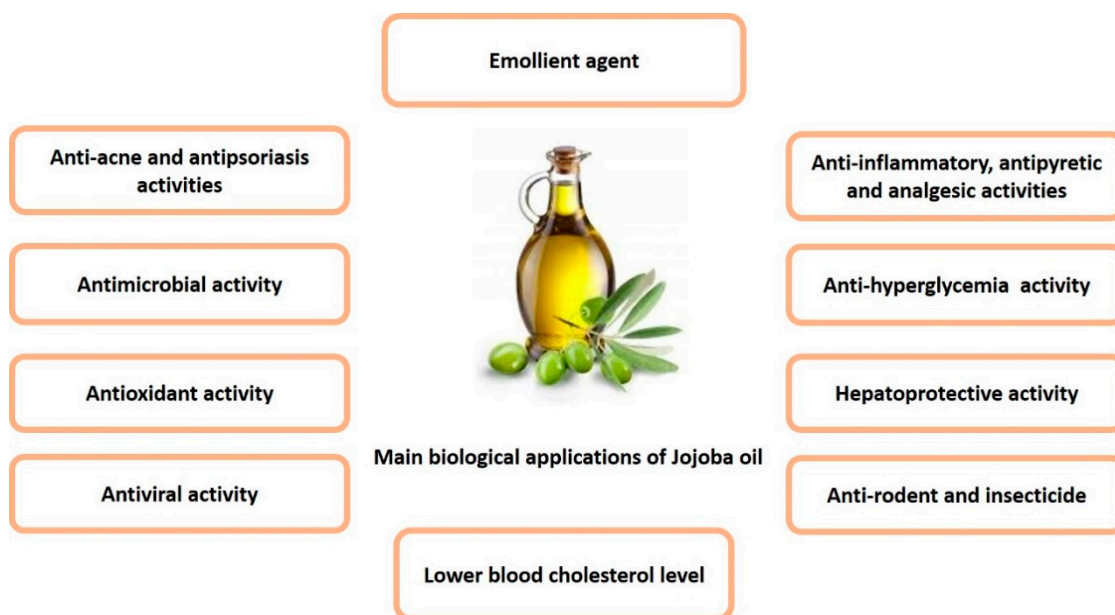 Emollient agent
Anti-acne and antipsoriasis
activities
Antimicrobial activity
Antioxidant activity
Antiviral activity
Anti-inflammatory, antipyretic
and analgesic activities
Anti-hyperglycemia activity
Hepatoprotective activity
Anti-rodent and insecticide
Main biological applications of Jojoba oil
Lower blood cholesterol level